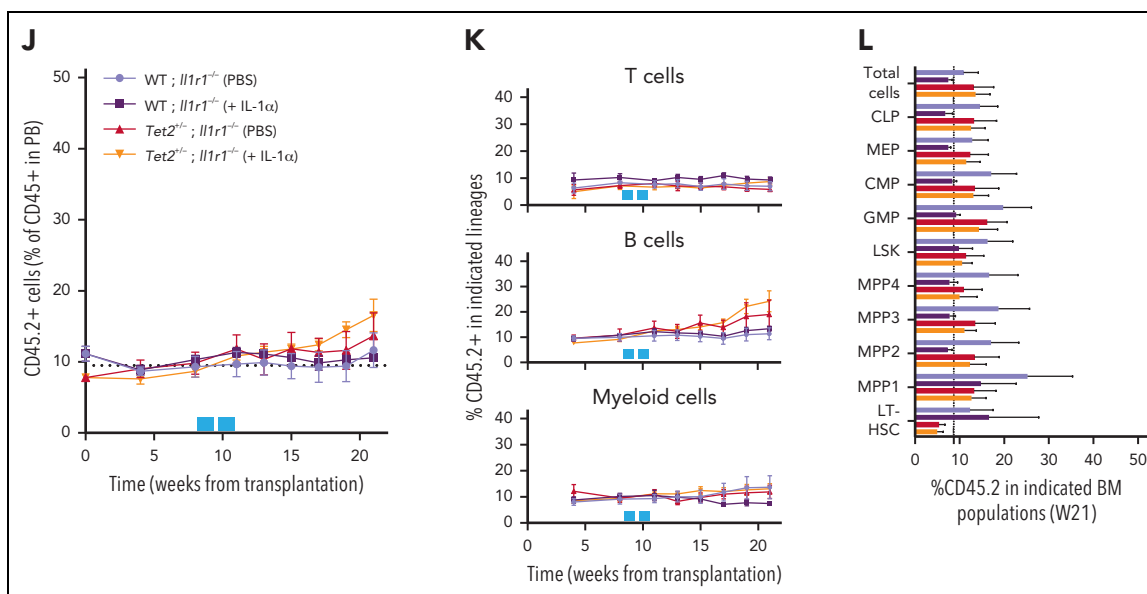 J
CD45.2+ cells (% of CD45+ in PB)
50
40
30
20
10
0
WT ; Il1r1−/− (PBS)
WT ; Il1r1−/− (+ IL-1α)
Tet2+/− ; Il1r1−/− (PBS)
Tet2+/− ; Il1r1−/− (+ IL-1α)
0 5 10 15 20
Time (weeks from transplantation)
K
% CD45.2+ in indicated lineages
T cells
40
30
20
10
0
B cells
40
30
20
10
0
Myeloid cells
40
30
20
10
0
0 5 10 15 20
Time (weeks from transplantation)
L
Total
cells
CLP
MEP
CMP
GMP
LSK
MPP4
MPP3
MPP2
MPP1
LT-
HSC
0 10 20 30 40 50
%CD45.2 in indicated BM
populations (W21)